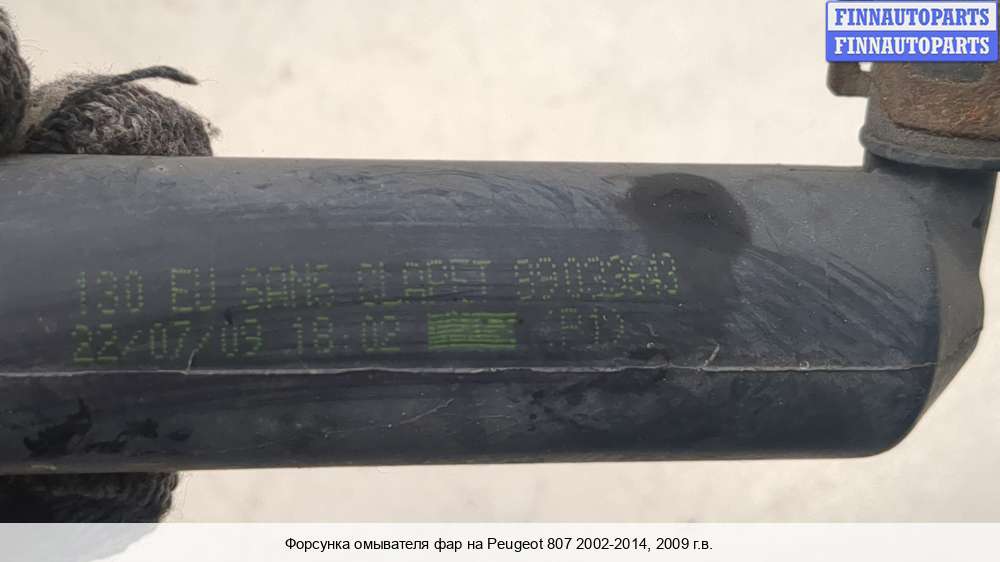 FINNAUTOPARTS
FINNAUTOPARTS
130 EU SANS CLAPET
22/07/09 18:02
Форсунка омывателя фар на Peugeot 807 2002-2014, 2009 г.в.